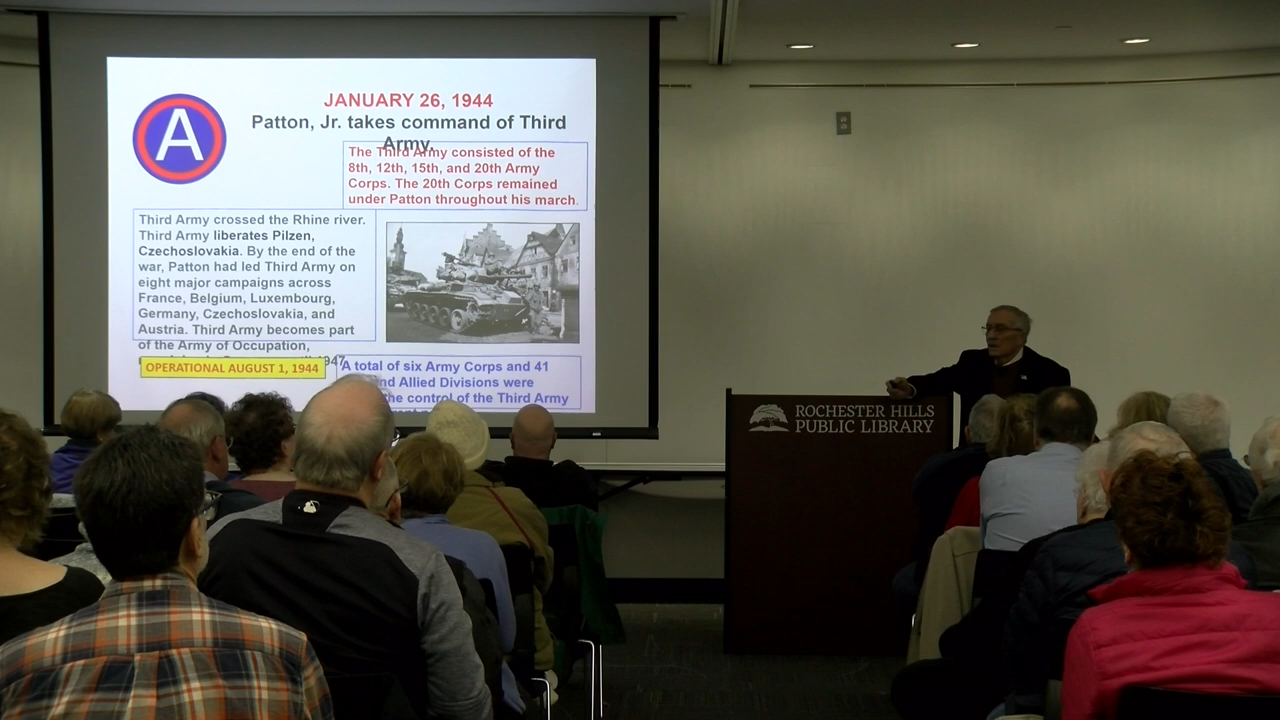 JANUARY 26, 1944
Patton, Jr. takes command of Third
Army.
A
The Third Army consisted of the
8th, 12th, 15th, and 20th Army
Corps. The 20th Corps remained
under Patton throughout his march.
Third Army crossed the Rhine river.
Third Army liberates Pilzen,
Czechoslovakia. By the end of the
war, Patton had led Third Army on
eight major campaigns across
France, Belgium, Luxembourg,
Germany, Czechoslovakia, and
Austria. Third Army becomes part
of the Army of Occupation,
1947
OPERATIONAL AUGUST 1, 1944
A total of six Army Corps and 41
Allied Divisions were
the control of the Third Army
ROCHESTER HILLS
PUBLIC LIBRARY